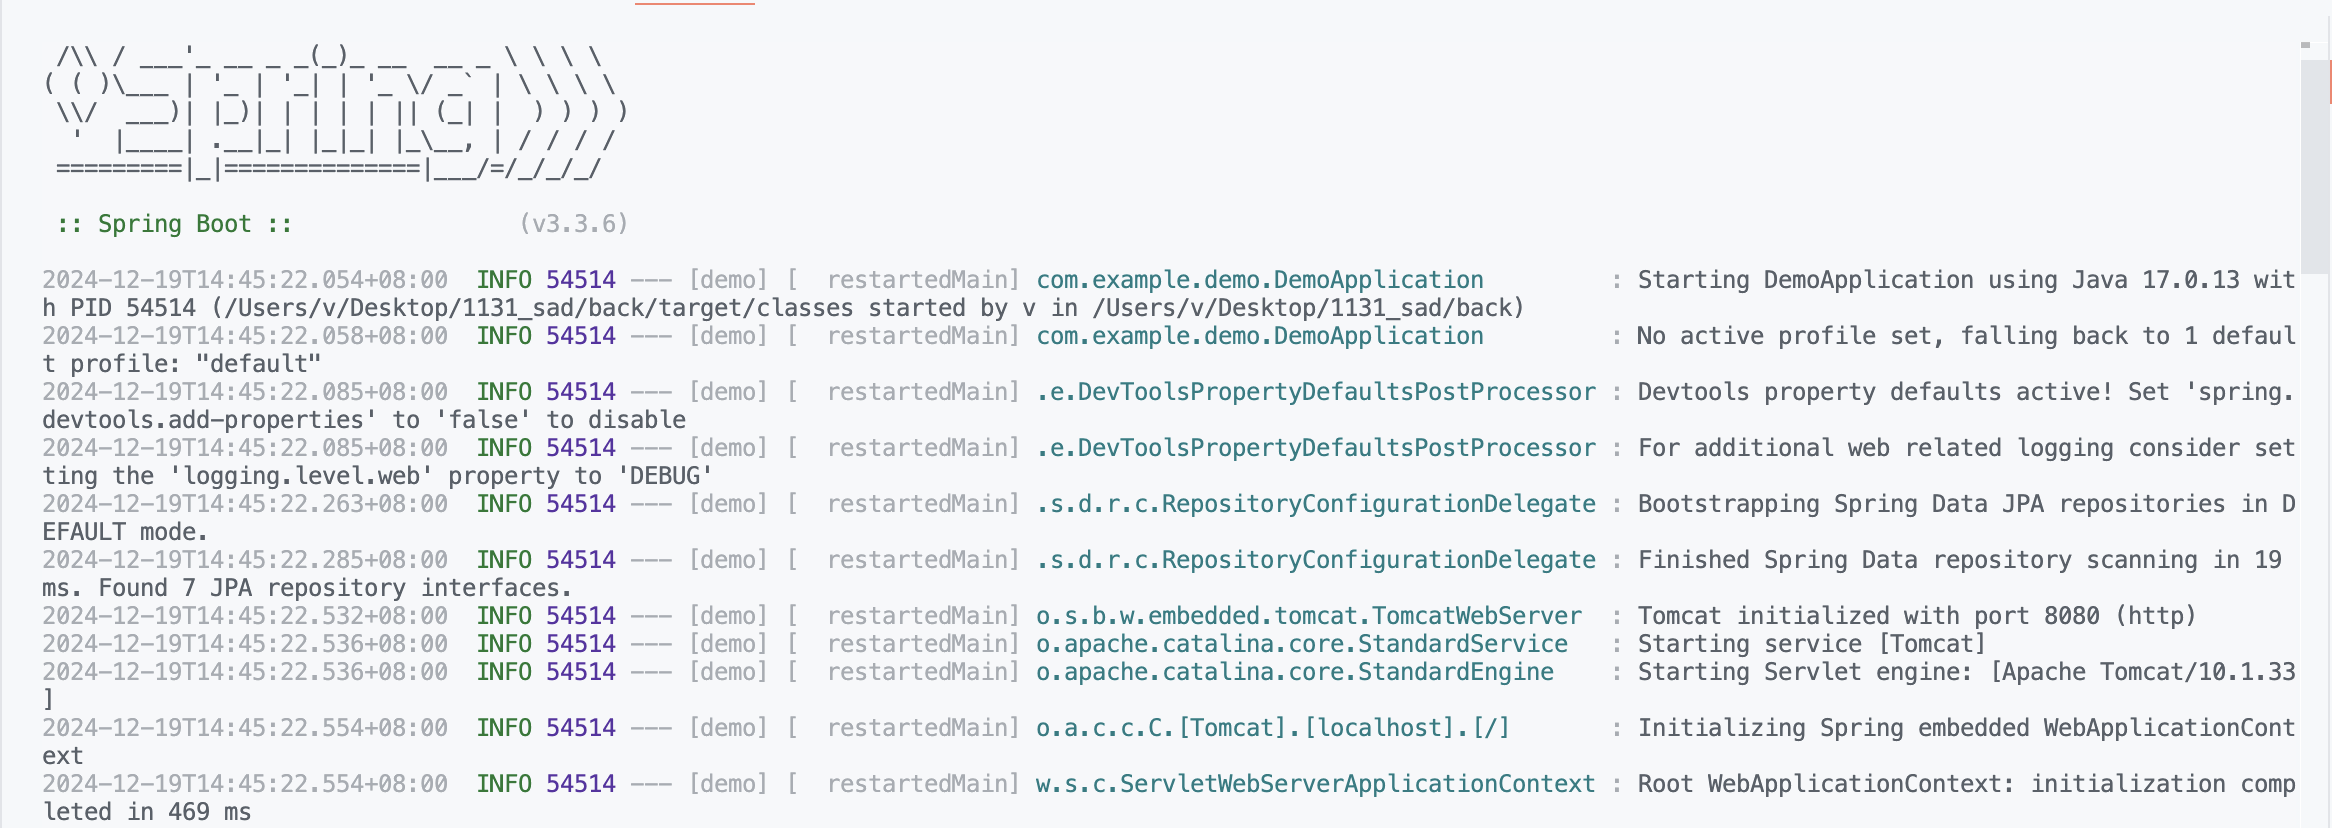 /\\ / ___'_ __ _ _(_)_ __  __ _ \ \ \ \
( ( )\___ | '_ | '_| | '_ \/ _` | \ \ \ \
 \\/  ___)| |_)| | | | | || (_| |  ) ) ) )
  '  |____| .__|_| |_|_| |_\__, | / / / /
 =========|_|==============|___/=/_/_/_/
 :: Spring Boot ::                (v3.3.6)
2024-12-19T14:45:22.054+08:00  INFO 54514 --- [demo] [  restartedMain] com.example.demo.DemoApplication         : Starting DemoApplication using Java 17.0.13 wit
h PID 54514 (/Users/v/Desktop/1131_sad/back/target/classes started by v in /Users/v/Desktop/1131_sad/back)
2024-12-19T14:45:22.058+08:00  INFO 54514 --- [demo] [  restartedMain] com.example.demo.DemoApplication         : No active profile set, falling back to 1 defaul
t profile: "default"
2024-12-19T14:45:22.085+08:00  INFO 54514 --- [demo] [  restartedMain] .e.DevToolsPropertyDefaultsPostProcessor : Devtools property defaults active! Set 'spring.
devtools.add-properties' to 'false' to disable
2024-12-19T14:45:22.085+08:00  INFO 54514 --- [demo] [  restartedMain] .e.DevToolsPropertyDefaultsPostProcessor : For additional web related logging consider set
ting the 'logging.level.web' property to 'DEBUG'
2024-12-19T14:45:22.263+08:00  INFO 54514 --- [demo] [  restartedMain] .s.d.r.c.RepositoryConfigurationDelegate : Bootstrapping Spring Data JPA repositories in D
EFAULT mode.
2024-12-19T14:45:22.285+08:00  INFO 54514 --- [demo] [  restartedMain] .s.d.r.c.RepositoryConfigurationDelegate : Finished Spring Data repository scanning in 19
ms. Found 7 JPA repository interfaces.
2024-12-19T14:45:22.532+08:00  INFO 54514 --- [demo] [  restartedMain] o.s.b.w.embedded.tomcat.TomcatWebServer  : Tomcat initialized with port 8080 (http)
2024-12-19T14:45:22.536+08:00  INFO 54514 --- [demo] [  restartedMain] o.apache.catalina.core.StandardService   : Starting service [Tomcat]
2024-12-19T14:45:22.536+08:00  INFO 54514 --- [demo] [  restartedMain] o.apache.catalina.core.StandardEngine    : Starting Servlet engine: [Apache Tomcat/10.1.33
]
2024-12-19T14:45:22.554+08:00  INFO 54514 --- [demo] [  restartedMain] o.a.c.c.C.[Tomcat].[localhost].[/]       : Initializing Spring embedded WebApplicationCont
ext
2024-12-19T14:45:22.554+08:00  INFO 54514 --- [demo] [  restartedMain] w.s.c.ServletWebServerApplicationContext : Root WebApplicationContext: initialization comp
leted in 469 ms